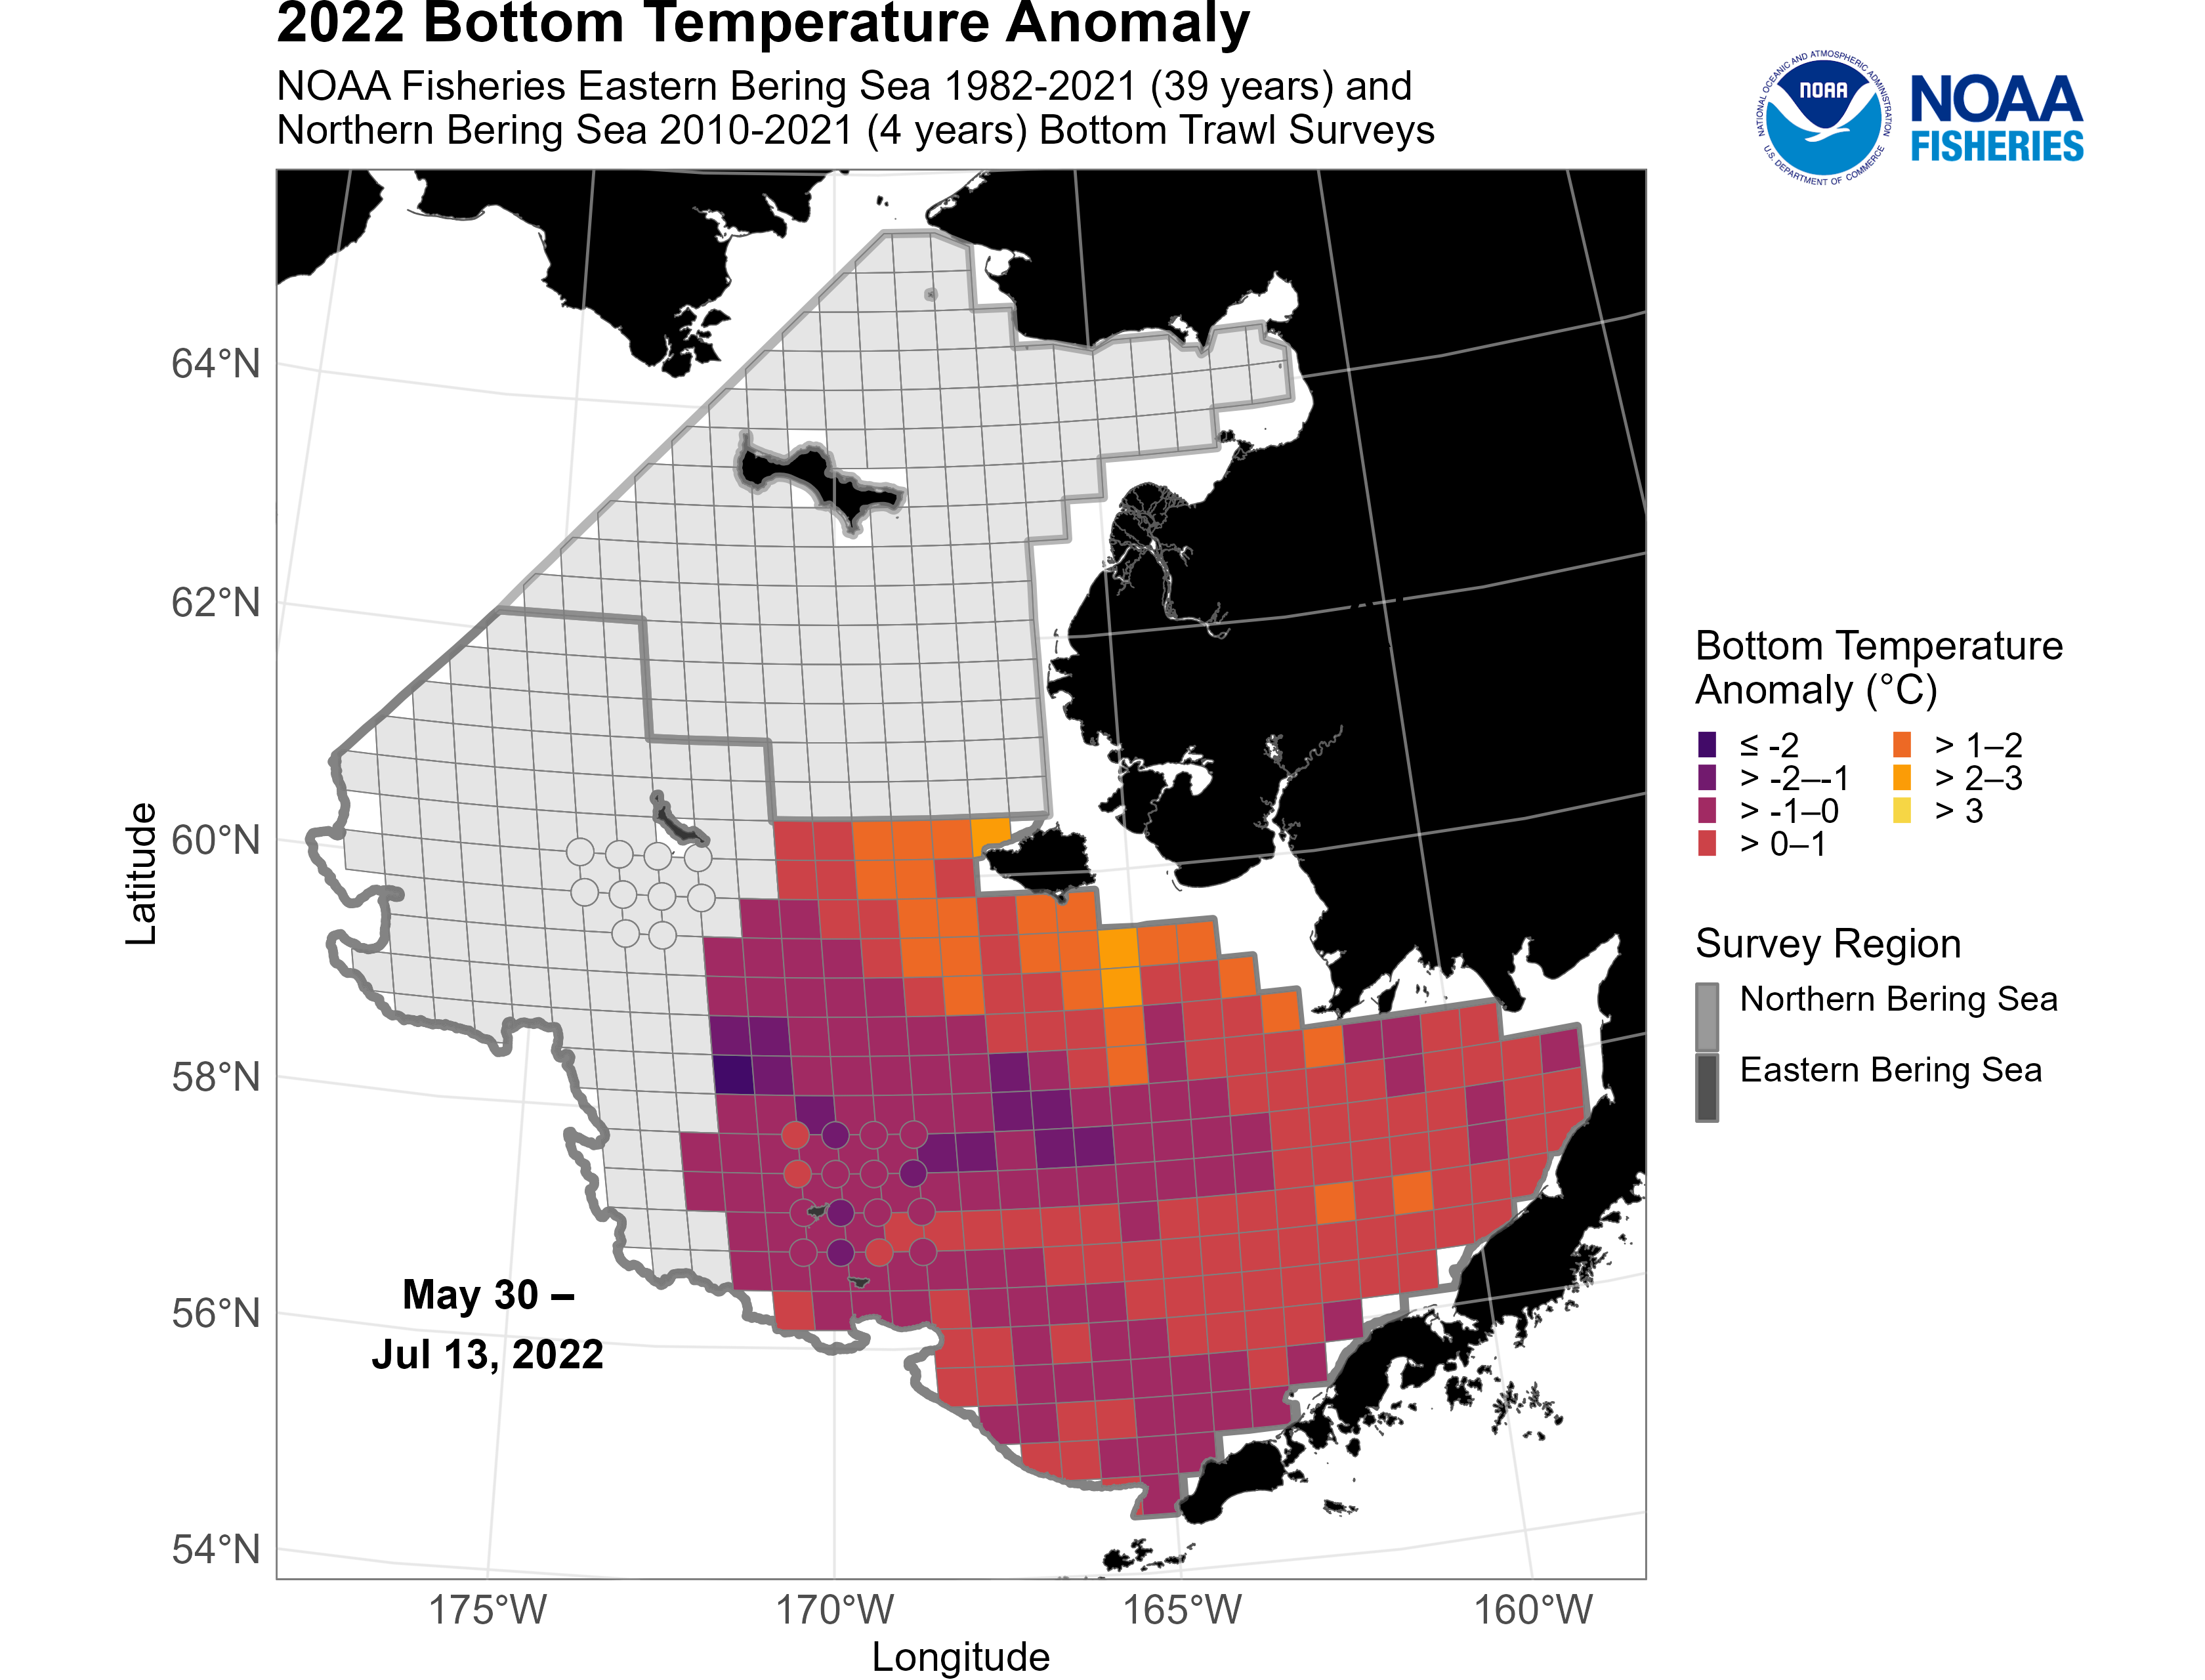 2022 Bottom Temperature Anomaly
NOAA Fisheries Eastern Bering Sea 1982-2021 (39 years) and
Northern Bering Sea 2010-2021 (4 years) Bottom Trawl Surveys
NATIONAL OCEANIC AND ATMOSPHERIC ADMINISTRATION
NOAA
U.S. DEPARTMENT OF COMMERCE
NOAA
FISHERIES
64°N
62°N
60°N
58°N
56°N
54°N
Latitude
May 30 –
Jul 13, 2022
175°W
170°W
165°W
160°W
Longitude
Bottom Temperature
Anomaly (°C)
≤ -2
> -2–-1
> -1–0
> 0–1
> 1–2
> 2–3
> 3
Survey Region
Northern Bering Sea
Eastern Bering Sea